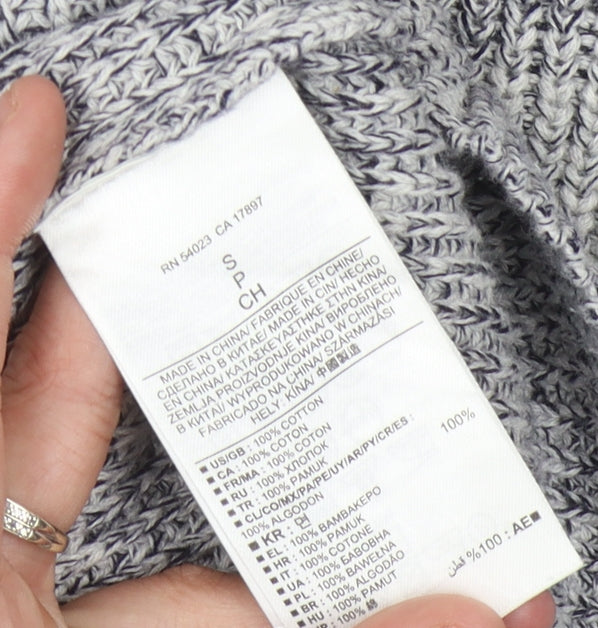 RN 54023 CA 17897
S
P
CH
MADE IN CHINA/ FABRIQUE EN CHINE/
СДЕЛАНО В КИТАЕ/ MADE IN ÇIN/ HECHO
EN CHINA/ ΚΑΤΑΣΚΕΥΑΣΤΗΚΕ ΣΤΗΝ ΚΙΝΑ/
ZEMLJA PROIZVODNJE KINA/ ВИРОБЛЕНО
В КИТАЇ/ WYPRODUKOWANO W CHINACH/
FABRICADO NA CHINA/ SZÁRMAZÁSI
HELY: KÍNA/ 中國製造
■ US/GB : 100% COTTON
■ CA : 100% COTON
■ FR/MA : 100% COTON
■ RU : 100% ХЛОПОК
■ TR : 100% PAMUK
■ CL/CO/MX/PA/PE/UY/AR/PY/CR/ES :
100% ALGODON
■ KR : 면 100%
■ EL : 100% ΒΑΜΒΑΚΕΡΟ
■ HR : 100% PAMUK
■ IT : 100% COTONE
■ UA : 100% БАВОВНА
■ PL : 100% BAWEŁNA
■ BR : 100% ALGODÃO
■ HU : 100% PAMUT
: 100% 棉
■AE : 100% قطن